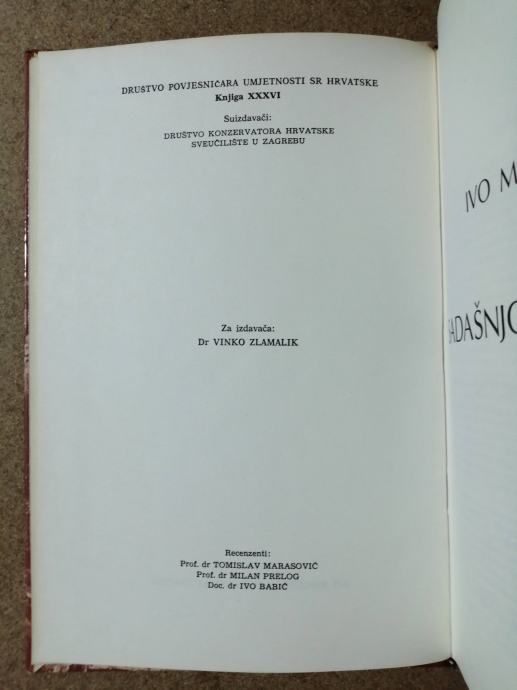 DRUŠTVO POVJESNIČARA UMJETNOSTI SR HRVATSKE
Knjiga XXXVI
Suizdavači:
DRUŠTVO KONZERVATORA HRVATSKE
SVEUČILIŠTE U ZAGREBU
Za izdavača:
Dr VINKO ZLAMALIK
Recenzenti:
Prof. dr TOMISLAV MARASOVIĆ
Prof. dr MILAN PRELOG
Doc. dr IVO BABIĆ
IVO M